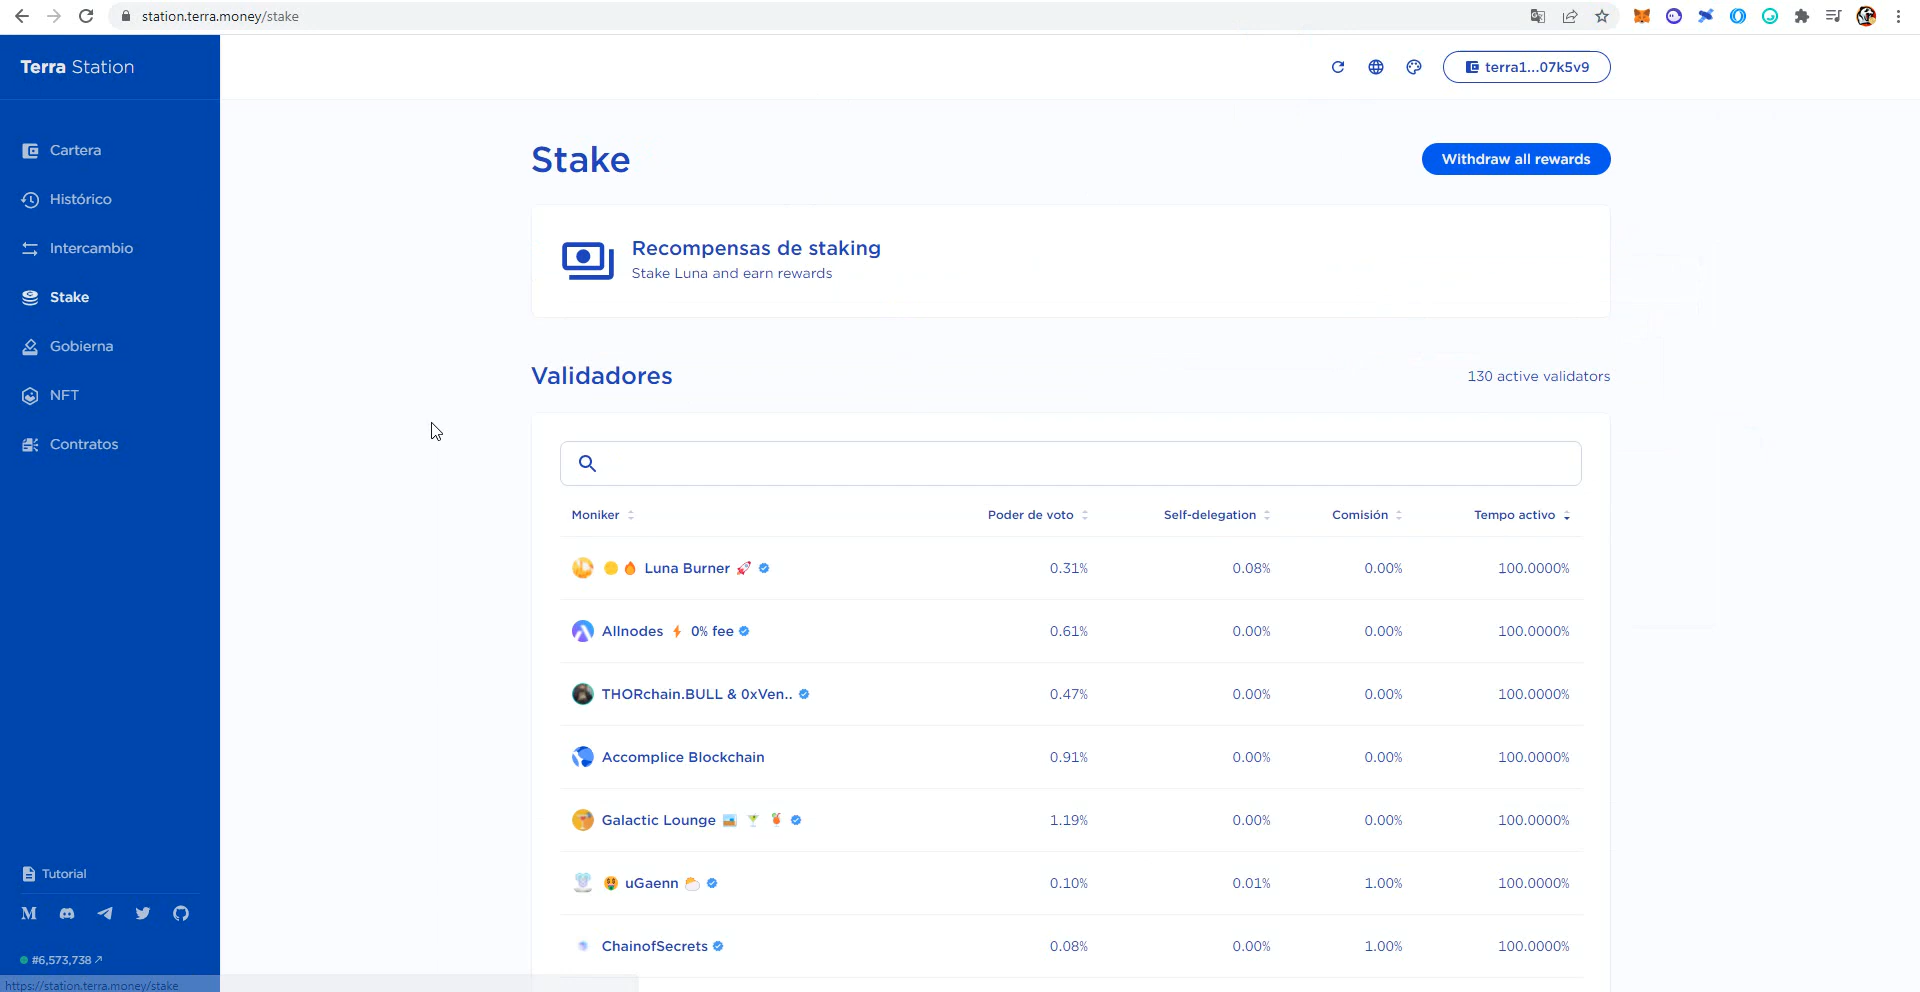 station.terra.money/stake
Terra Station
terra1...07k5v9
Cartera
Histórico
Intercambio
Stake
Gobierna
NFT
Contratos
Stake
Withdraw all rewards
Recompensas de staking
Stake Luna and earn rewards
Validadores
130 active validators
Moniker Poder de voto Self-delegation Comisión Tempo activo
Luna Burner 0.31% 0.08% 0.00% 100.0000%
Allnodes ⚡ 0% fee 0.61% 0.00% 0.00% 100.0000%
THORchain.BULL & 0xVen.. 0.47% 0.00% 0.00% 100.0000%
Accomplice Blockchain 0.91% 0.00% 0.00% 100.0000%
Galactic Lounge 1.19% 0.00% 0.00% 100.0000%
uGaenn 0.10% 0.01% 1.00% 100.0000%
ChainofSecrets 0.08% 0.00% 1.00% 100.0000%
Tutorial
#6,573,738
https://station.terra.money/stake